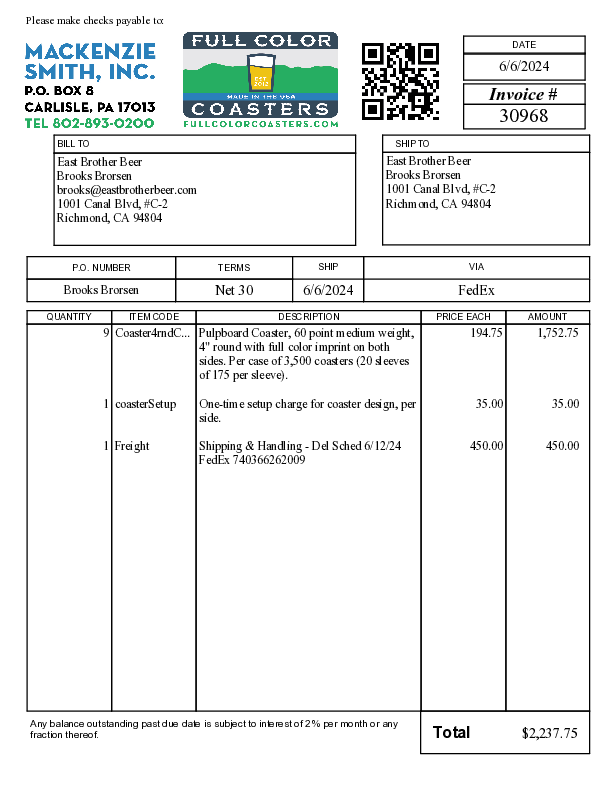 Please make checks payable to:
MACKENZIE
SMITH, INC.
P.O. BOX 8
CARLISLE, PA 17013
TEL 802-893-0200
FULL COLOR
EST.
2012
MADE IN THE USA
COASTERS
FULLCOLORCOASTERS.COM
DATE
6/6/2024
Invoice #
30968
BILL TO
East Brother Beer
Brooks Brorsen
brooks@eastbrotherbeer.com
1001 Canal Blvd, #C-2
Richmond, CA 94804
SHIP TO
East Brother Beer
Brooks Brorsen
1001 Canal Blvd, #C-2
Richmond, CA 94804
P.O. NUMBER TERMS SHIP VIA
Brooks Brorsen Net 30 6/6/2024 FedEx
QUANTITY ITEM CODE DESCRIPTION PRICE EACH AMOUNT
9 Coaster4rndC... Pulpboard Coaster, 60 point medium weight, 194.75 1,752.75
4" round with full color imprint on both
sides. Per case of 3,500 coasters (20 sleeves
of 175 per sleeve).
1 coasterSetup One-time setup charge for coaster design, per 35.00 35.00
side.
1 Freight Shipping & Handling - Del Sched 6/12/24 450.00 450.00
FedEx 740366262009
Any balance outstanding past due date is subject to interest of 2% per month or any
fraction thereof.
Total $2,237.75